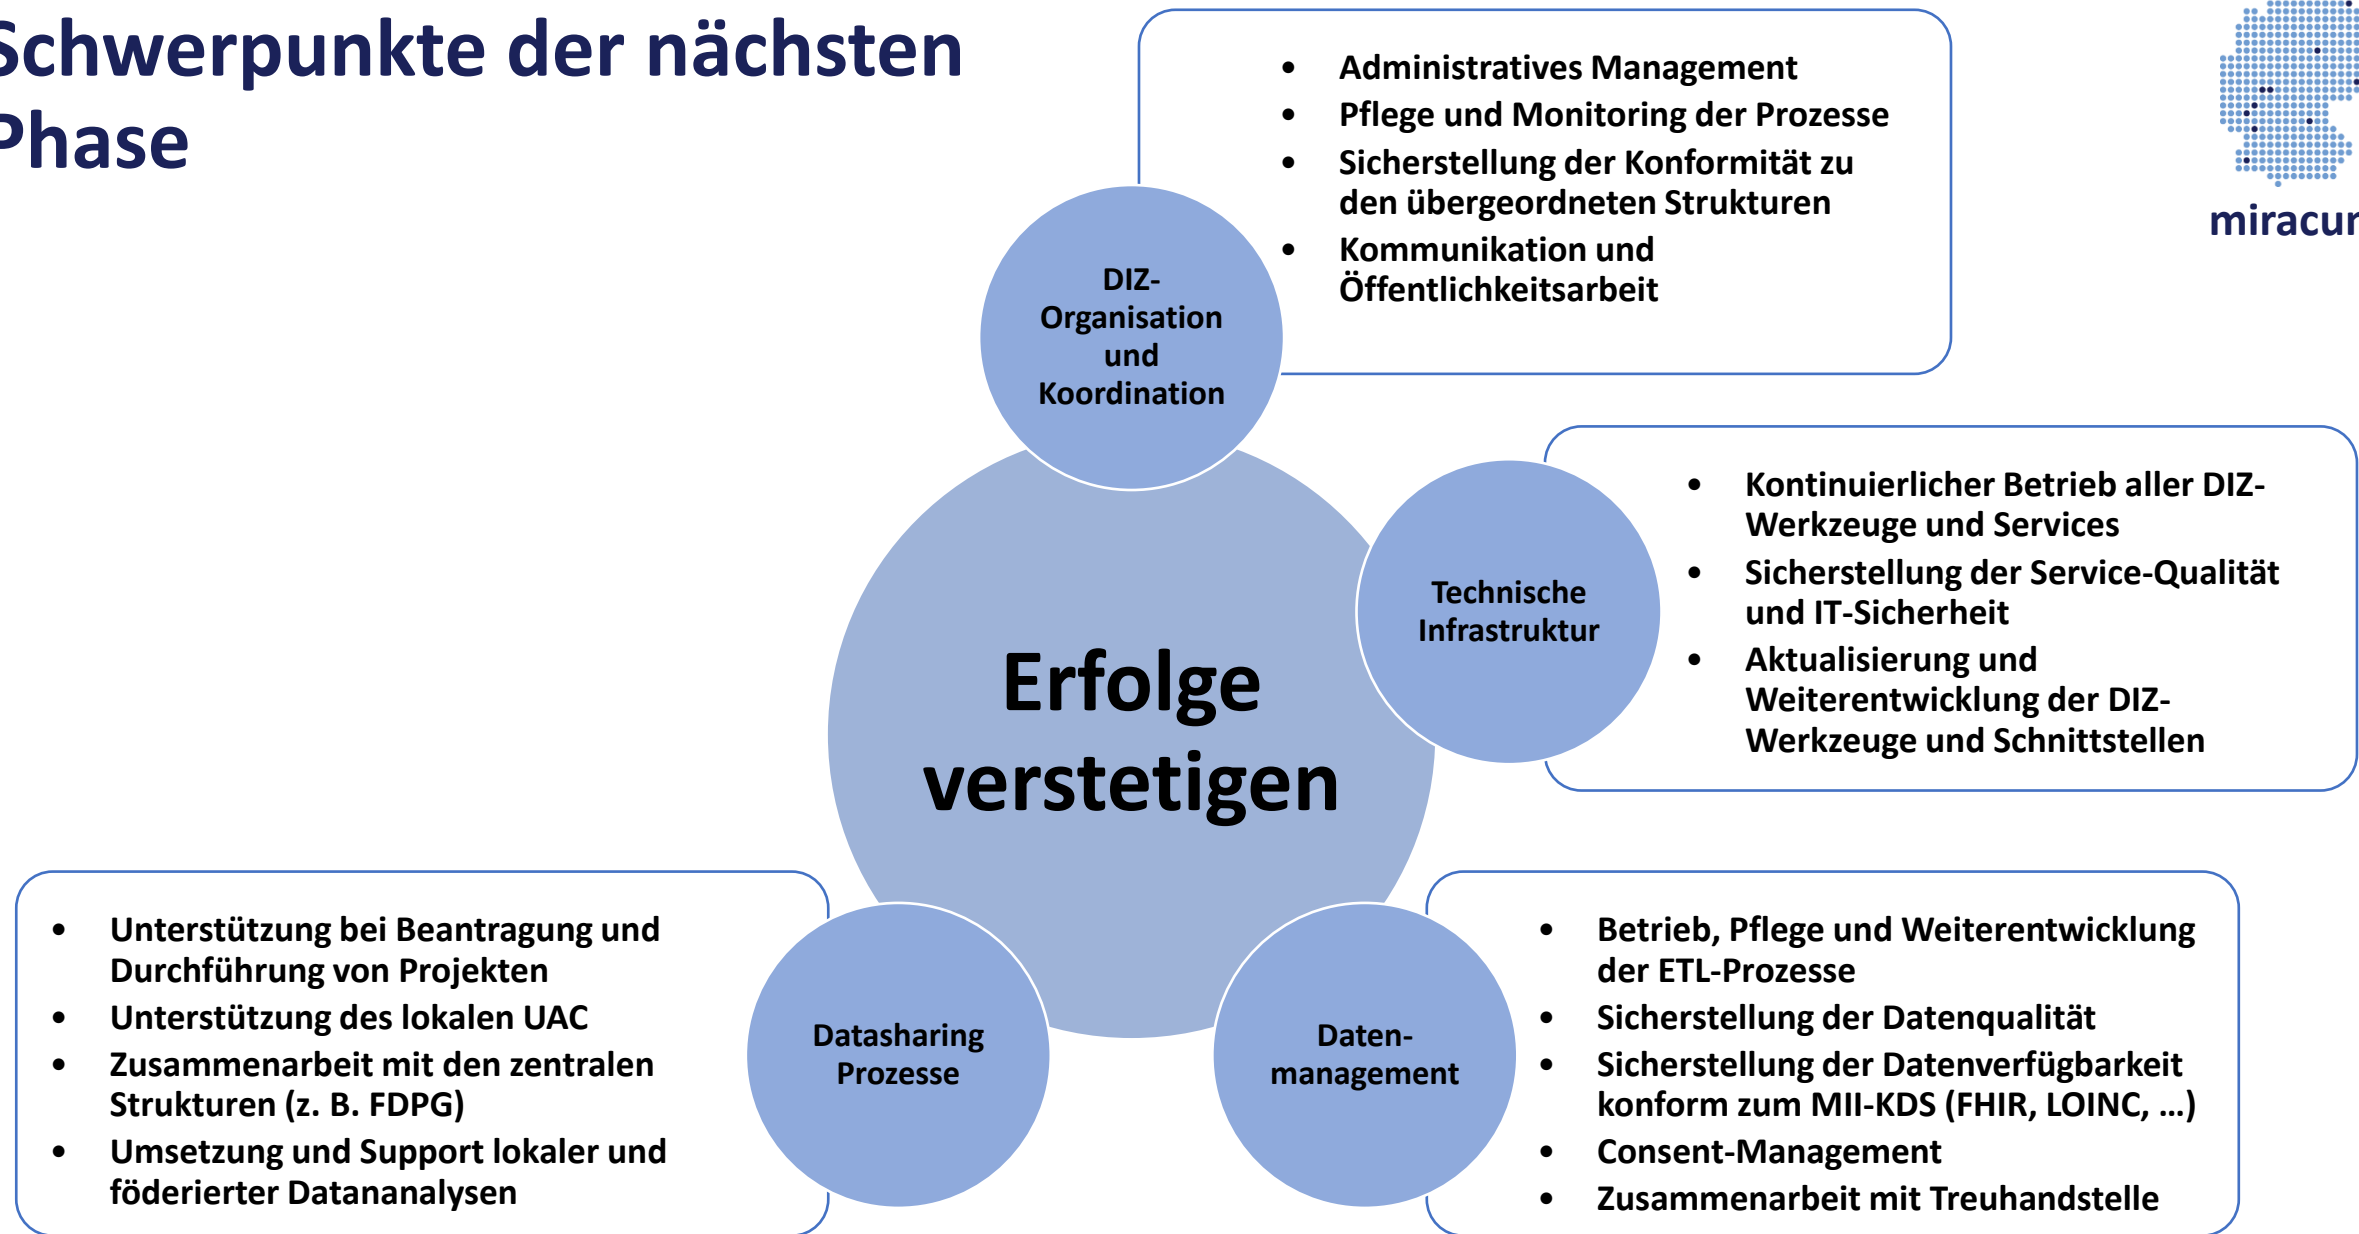 Schwerpunkte der nächsten
Phase
• Administratives Management
• Pflege und Monitoring der Prozesse
• Sicherstellung der Konformität zu
den übergeordneten Strukturen
• Kommunikation und
Öffentlichkeitsarbeit
miracum
DIZ-
Organisation
und
Koordination
• Kontinuierlicher Betrieb aller DIZ-
Werkzeuge und Services
• Sicherstellung der Service-Qualität
und IT-Sicherheit
• Aktualisierung und
Weiterentwicklung der DIZ-
Werkzeuge und Schnittstellen
Technische
Infrastruktur
Erfolge
verstetigen
• Unterstützung bei Beantragung und
Durchführung von Projekten
• Unterstützung des lokalen UAC
• Zusammenarbeit mit den zentralen
Strukturen (z. B. FDPG)
• Umsetzung und Support lokaler und
föderierter Datananalysen
Datasharing
Prozesse
Daten-
management
• Betrieb, Pflege und Weiterentwicklung
der ETL-Prozesse
• Sicherstellung der Datenqualität
• Sicherstellung der Datenverfügbarkeit
konform zum MII-KDS (FHIR, LOINC, …)
• Consent-Management
• Zusammenarbeit mit Treuhandstelle